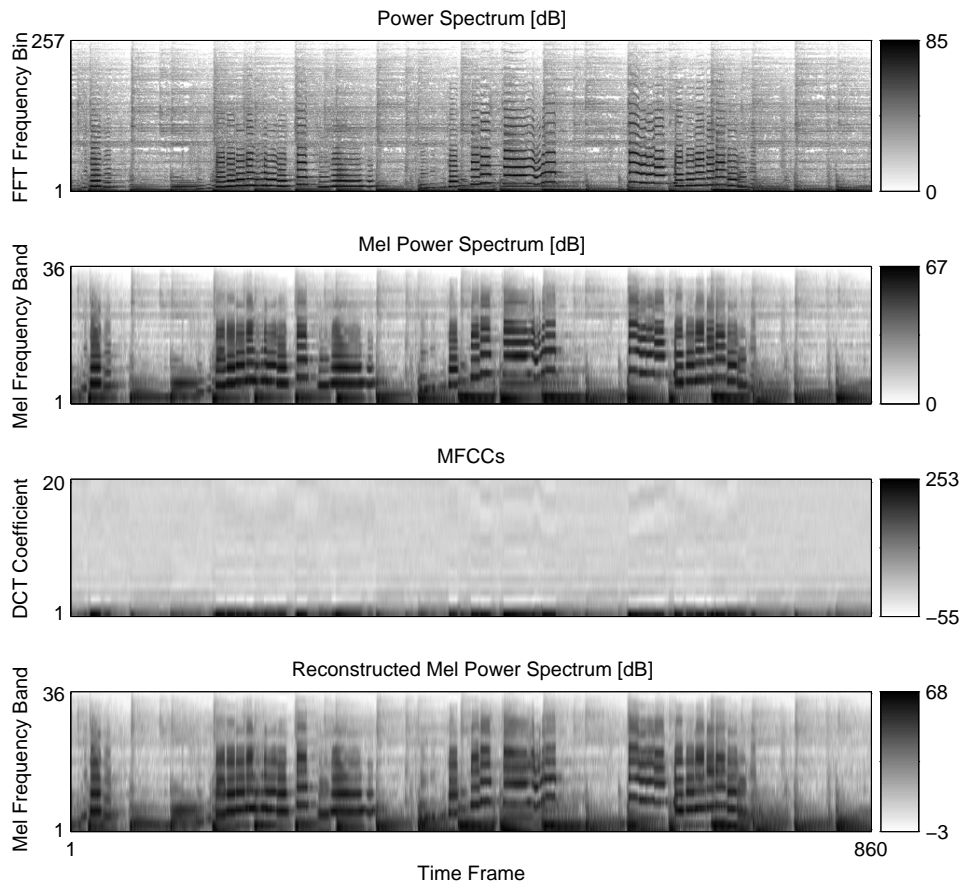 Power Spectrum [dB]
FFT Frequency Bin
257
1
85
0
Mel Power Spectrum [dB]
Mel Frequency Band
36
1
67
0
MFCCs
DCT Coefficient
20
1
253
−55
Reconstructed Mel Power Spectrum [dB]
Mel Frequency Band
36
1
68
−3
1
860
Time Frame